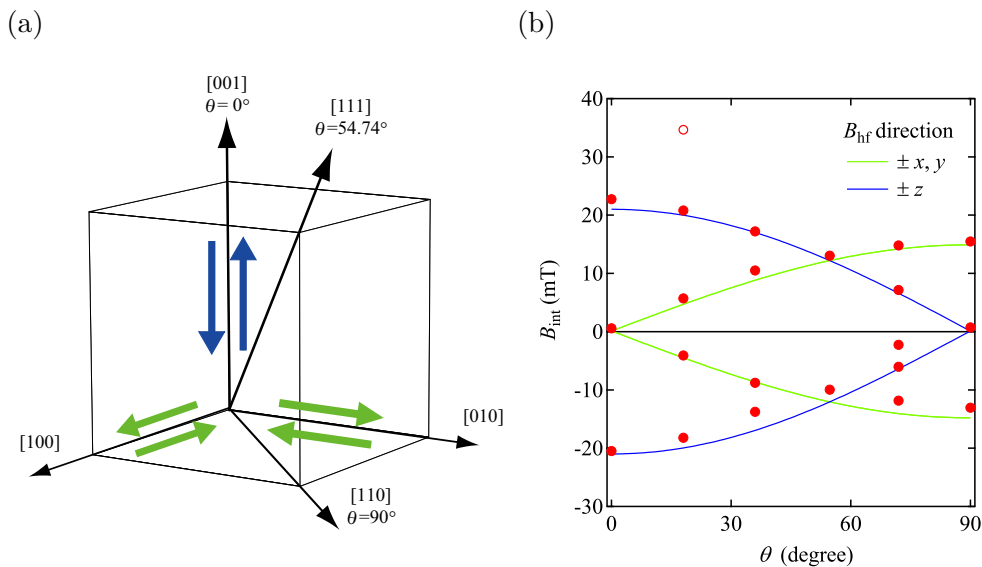 (a)
[001]
θ=0°
[111]
θ=54.74°
[100]
[010]
[110]
θ=90°
(b)
40
30
20
10
0
-10
-20
-30
B_int (mT)
B_hf direction
± x, y
± z
0
30
60
90
θ (degree)